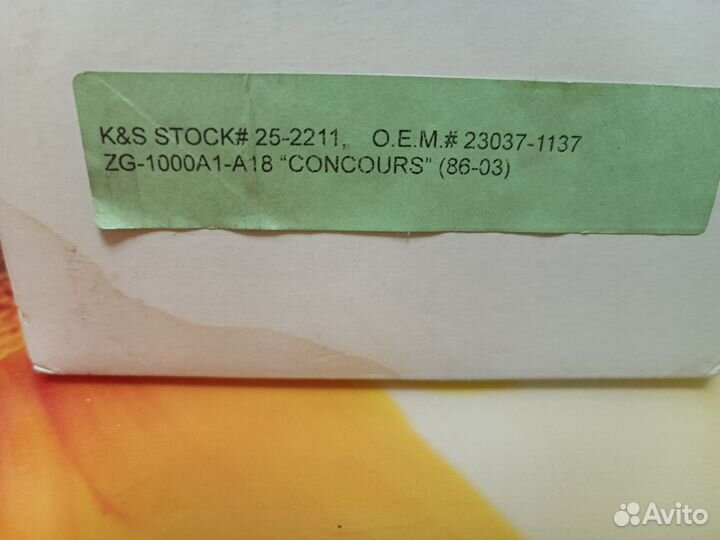 K&S STOCK# 25-2211, O.E.M.# 23037-1137
ZG-1000A1-A18 "CONCOURS" (86-03)
Avito